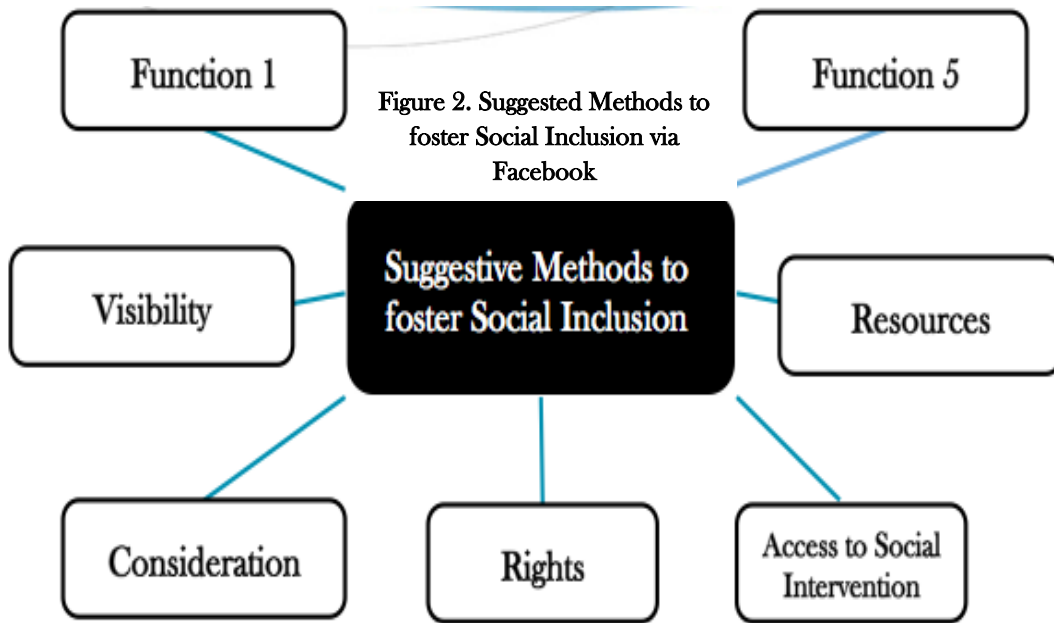 Function 1
Function 5
Figure 2. Suggested Methods to
foster Social Inclusion via
Facebook
Suggestive Methods to
foster Social Inclusion
Visibility
Resources
Consideration
Rights
Access to Social
Intervention